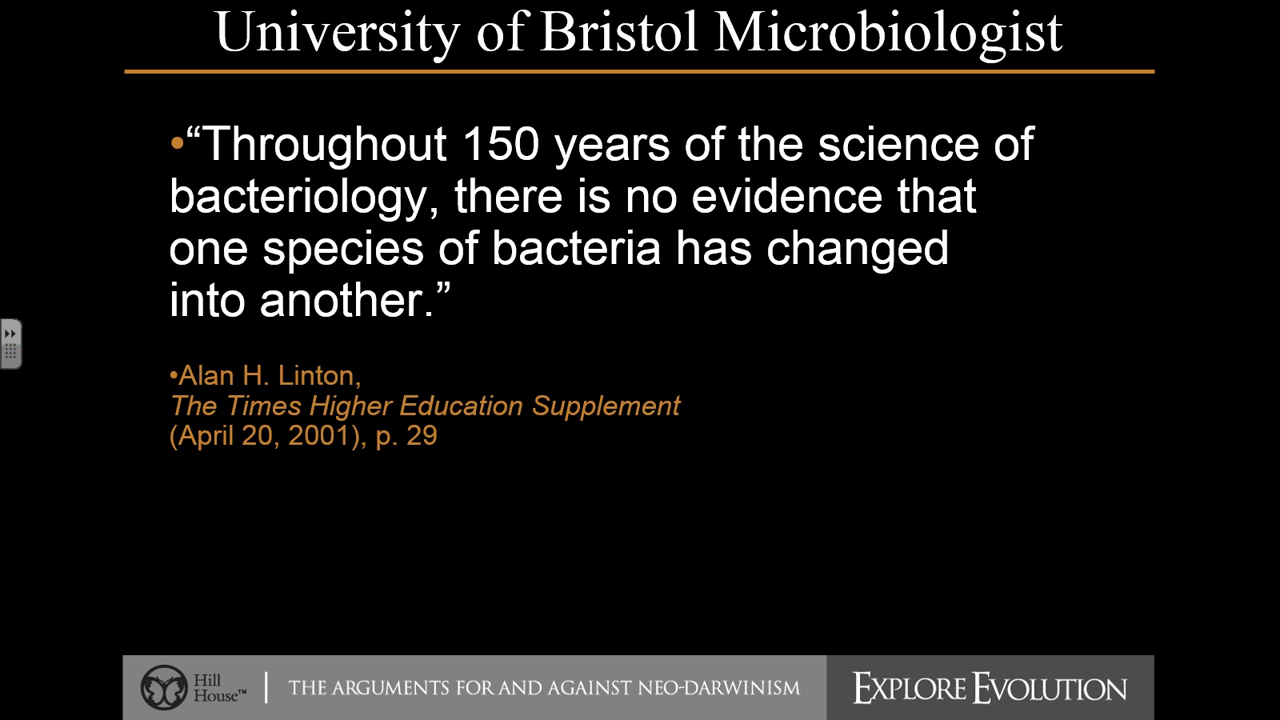 University of Bristol Microbiologist
•“Throughout 150 years of the science of
bacteriology, there is no evidence that
one species of bacteria has changed
into another.”
•Alan H. Linton,
The Times Higher Education Supplement
(April 20, 2001), p. 29
Hill
House™
THE ARGUMENTS FOR AND AGAINST NEO-DARWINISM
EXPLORE EVOLUTION